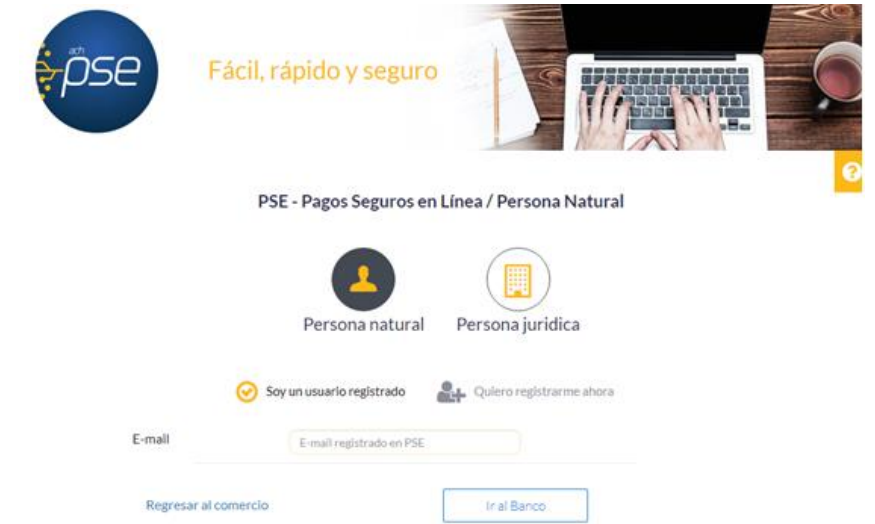 ach
pse
Fácil, rápido y seguro
?
PSE - Pagos Seguros en Línea / Persona Natural
Persona natural Persona juridica
Soy un usuario registrado Quiero registrarme ahora
E-mail E-mail registrado en PSE
Regresar al comercio Ir al Banco